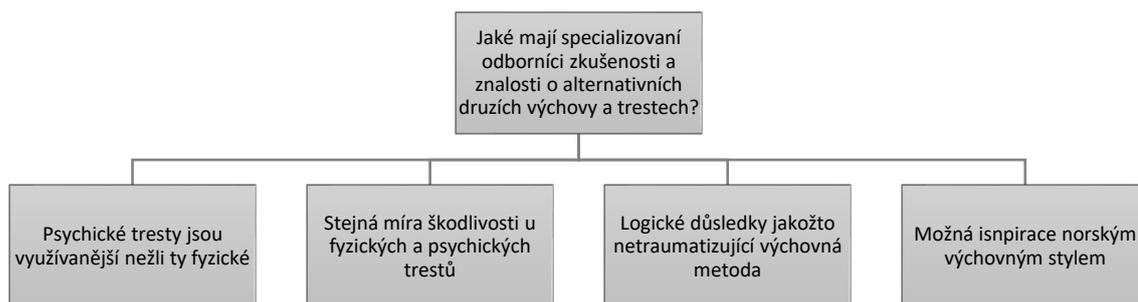 Jaké mají specializovaní
odborníci zkušenosti a
znalosti o alternativních
druzích výchovy a trestech?
Psychické tresty jsou
využívanější nežli ty fyzické
Stejná míra škodlivosti u
fyzických a psychických
trestů
Logické důsledky jakožto
netraumatizující výchovná
metoda
Možná isnpirace norským
výchovným stylem